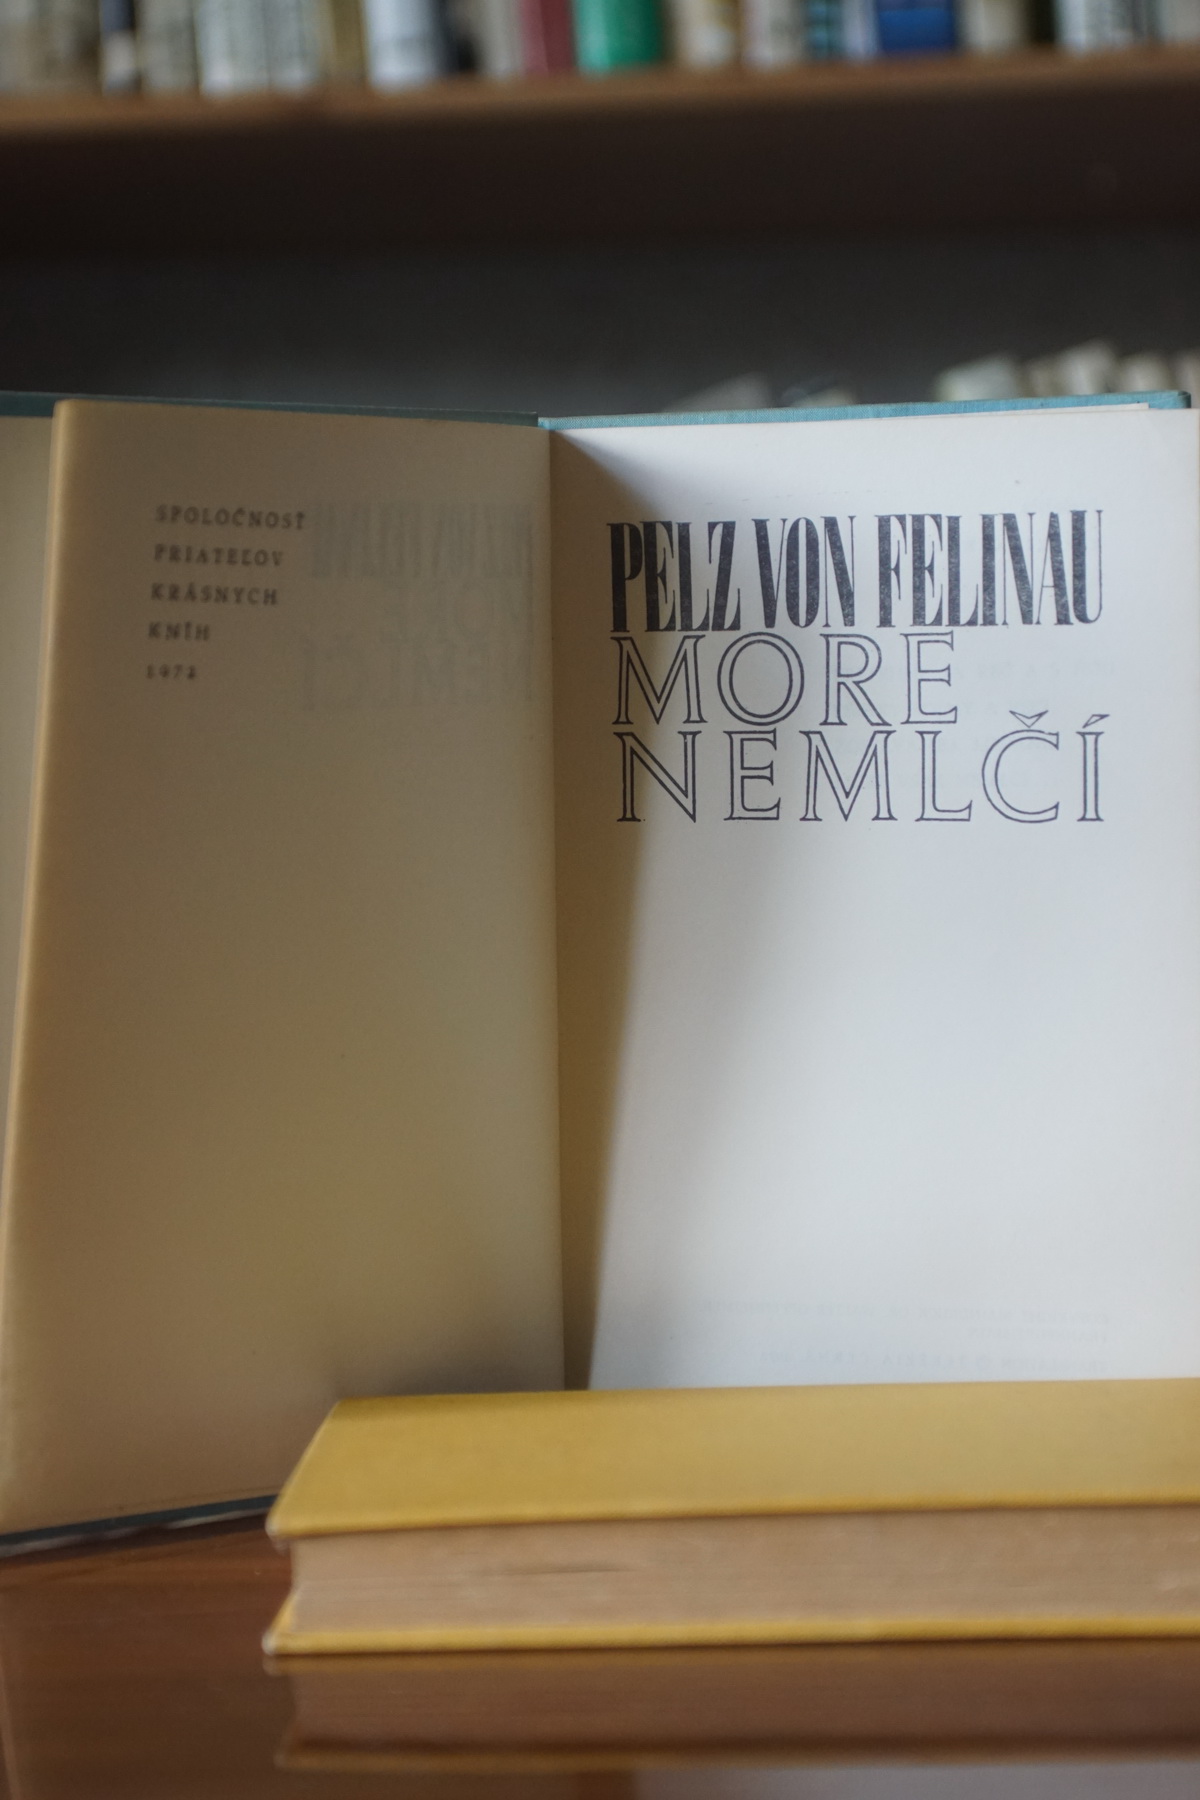 SPOLOČNOSŤ
PRIATEĽOV
KRÁSNYCH
KNÍH
1972
PELZ VON FELINAU
MORE
NEMLČÍ